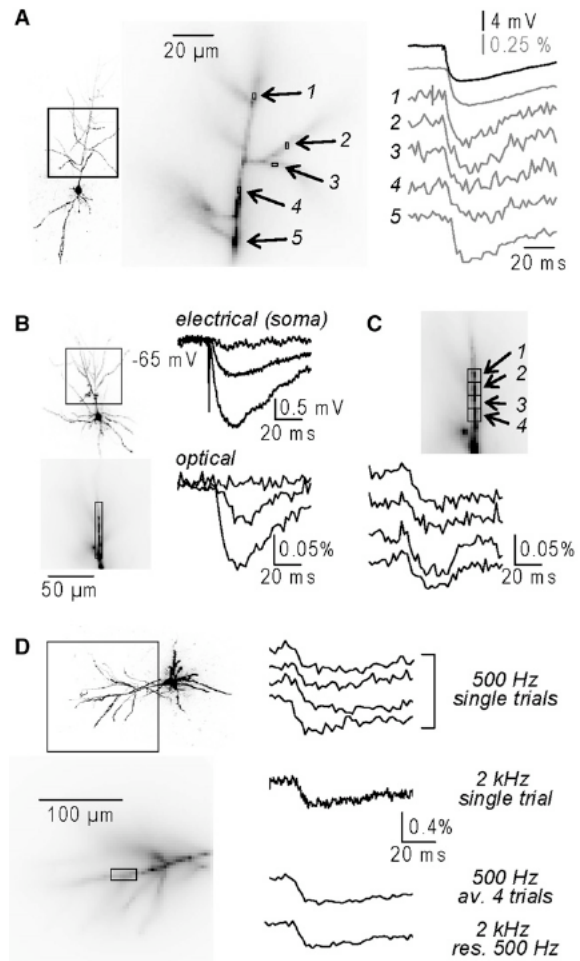 A
20 µm
1
2
3
4
5
4 mV
0.25 %
1
2
3
4
5
20 ms
B
-65 mV
electrical (soma)
0.5 mV
20 ms
optical
0.05%
20 ms
50 µm
C
1
2
3
4
0.05%
20 ms
D
500 Hz
single trials
100 µm
2 kHz
single trial
0.4%
20 ms
500 Hz
av. 4 trials
2 kHz
res. 500 Hz